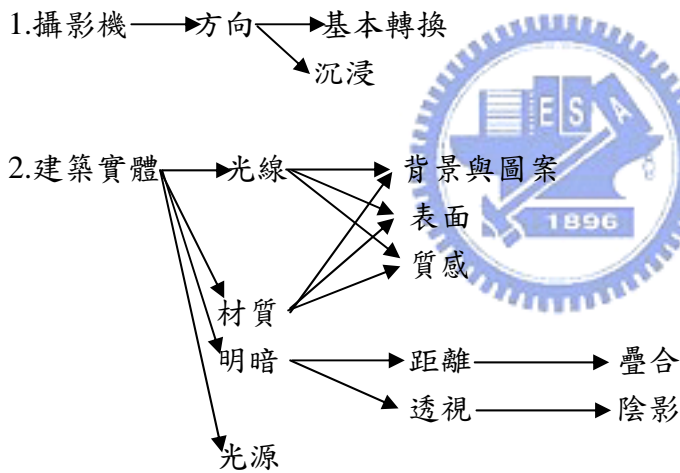 1.攝影機 方向 基本轉換
沉浸
2.建築實體 光線 背景與圖案
表面
質感
材質
明暗 距離 疊合
透視 陰影
光源
E S A
1896